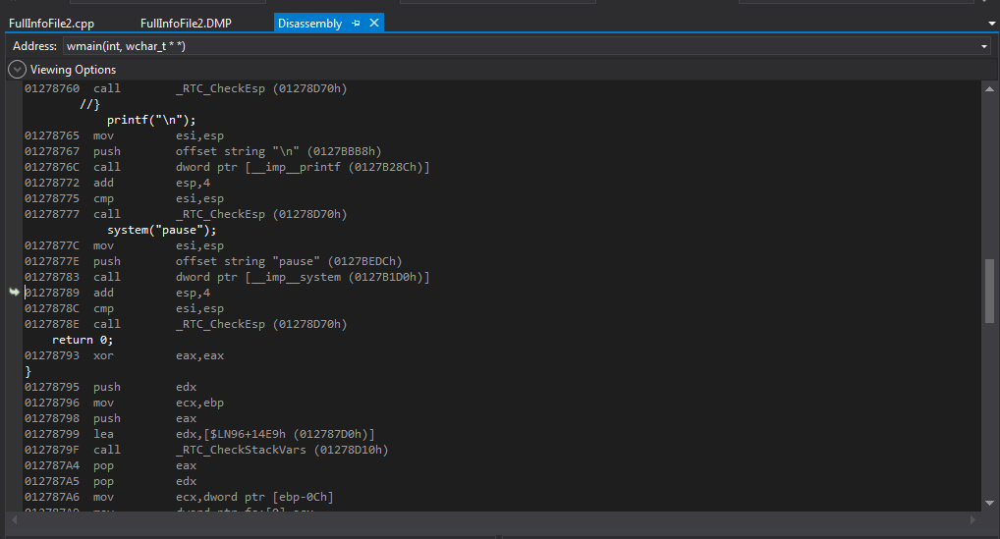 FullInfoFile2.cpp FullInfoFile2.DMP Disassembly
Address: wmain(int, wchar_t * *)
Viewing Options
01278760 call _RTC_CheckEsp (01278D70h)
//}
printf("\n");
01278765 mov esi,esp
01278767 push offset string "\n" (0127BBB8h)
0127876C call dword ptr [__imp__printf (0127B28Ch)]
01278772 add esp,4
01278775 cmp esi,esp
01278777 call _RTC_CheckEsp (01278D70h)
system("pause");
0127877C mov esi,esp
0127877E push offset string "pause" (0127BEDCh)
01278783 call dword ptr [__imp__system (0127B1D0h)]
01278789 add esp,4
0127878C cmp esi,esp
0127878E call _RTC_CheckEsp (01278D70h)
return 0;
01278793 xor eax,eax
}
01278795 push edx
01278796 mov ecx,ebp
01278798 push eax
01278799 lea edx,[$LN96+14E9h (012787D0h)]
0127879F call _RTC_CheckStackVars (01278D10h)
012787A4 pop eax
012787A5 pop edx
012787A6 mov ecx,dword ptr [ebp-0Ch]